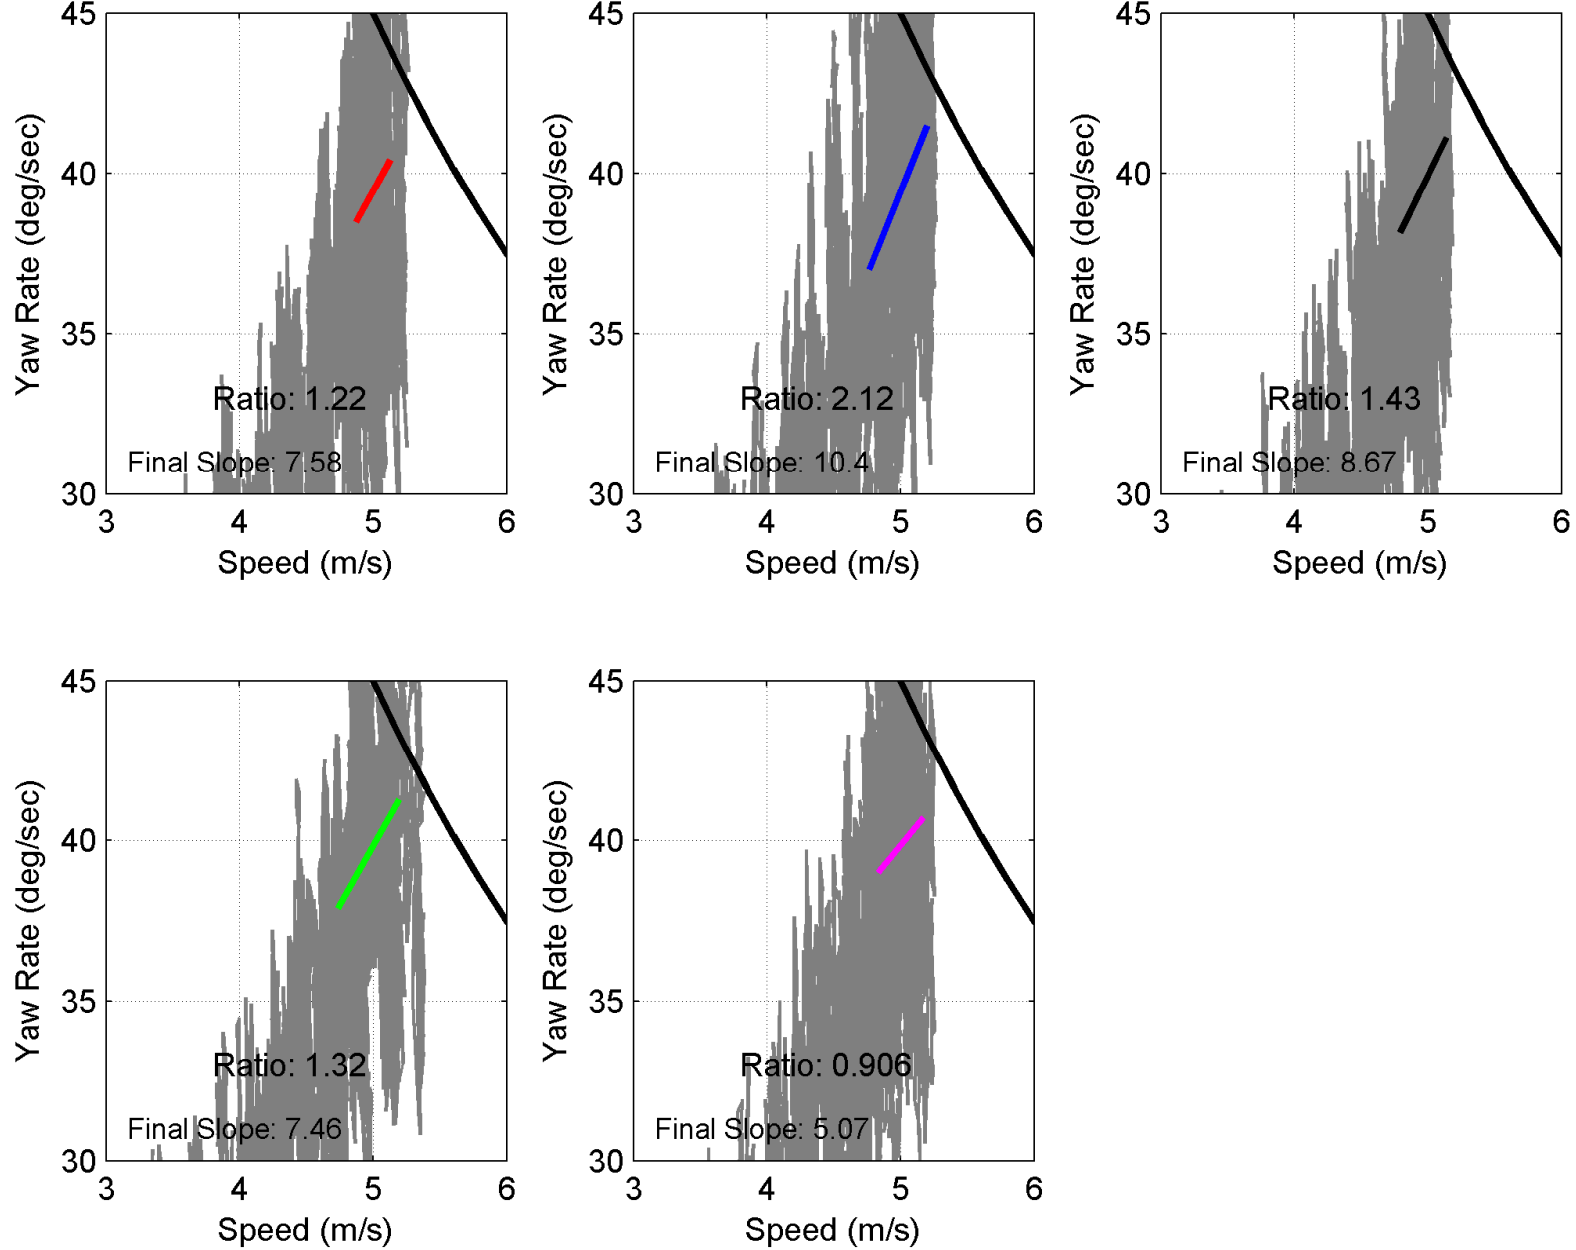 45
40
35
30
Yaw Rate (deg/sec)
Ratio: 1.22
Final Slope: 7.58
3 4 5 6
Speed (m/s)
45
40
35
30
Yaw Rate (deg/sec)
Ratio: 2.12
Final Slope: 10.4
3 4 5 6
Speed (m/s)
45
40
35
30
Yaw Rate (deg/sec)
Ratio: 1.43
Final Slope: 8.67
3 4 5 6
Speed (m/s)
45
40
35
30
Yaw Rate (deg/sec)
Ratio: 1.32
Final Slope: 7.46
3 4 5 6
Speed (m/s)
45
40
35
30
Yaw Rate (deg/sec)
Ratio: 0.906
Final Slope: 5.07
3 4 5 6
Speed (m/s)